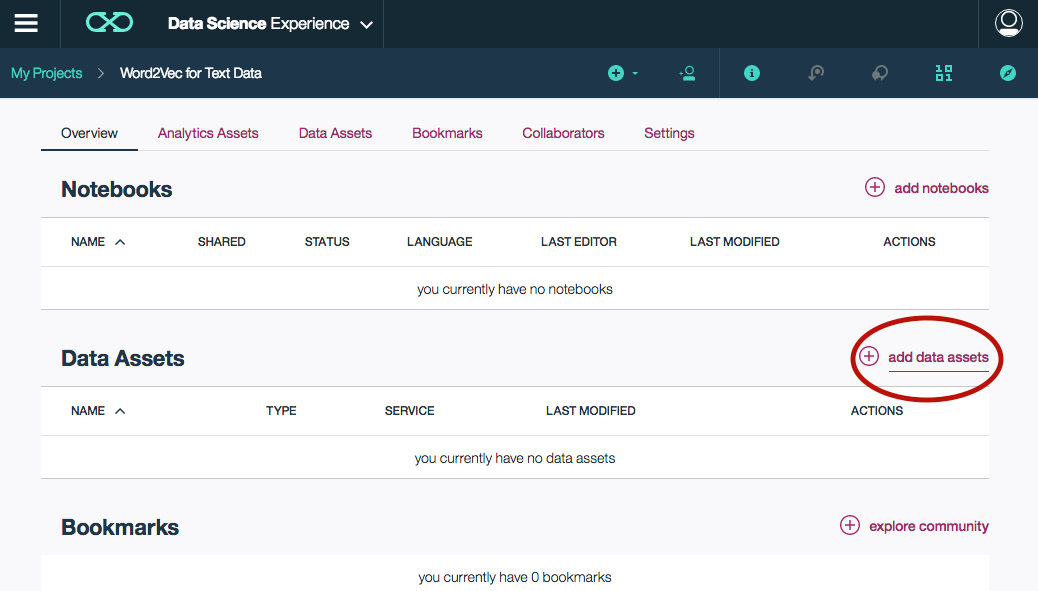 Data Science Experience
My Projects > Word2Vec for Text Data
Overview Analytics Assets Data Assets Bookmarks Collaborators Settings
Notebooks add notebooks
NAME SHARED STATUS LANGUAGE LAST EDITOR LAST MODIFIED ACTIONS
you currently have no notebooks
Data Assets add data assets
NAME TYPE SERVICE LAST MODIFIED ACTIONS
you currently have no data assets
Bookmarks explore community
you currently have 0 bookmarks